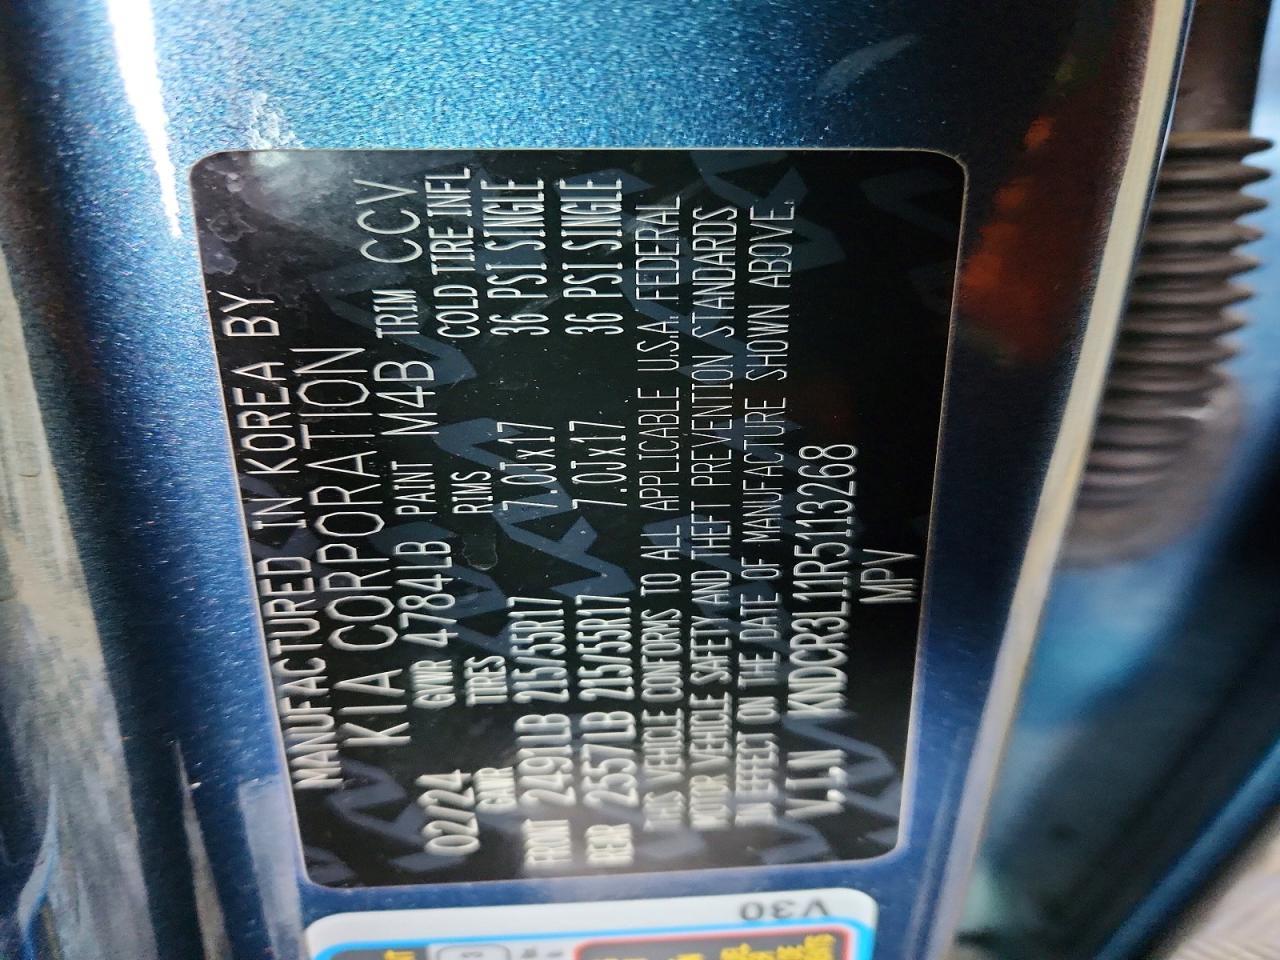 MANUFACTURED IN KOREA BY
KIA CORPORATION
02/24 GVWR 4784LB PAINT M4B TRIM CCV
GAWR TIRES RIMS COLD TIRE INFL
FRONT 2491LB 215/55R17 7.0Jx17 36 PSI SINGLE
REAR 2557LB 215/55R17 7.0Jx17 36 PSI SINGLE
THIS VEHICLE CONFORMS TO ALL APPLICABLE U.S.A. FEDERAL
MOTOR VEHICLE SAFETY AND THEFT PREVENTION STANDARDS
IN EFFECT ON THE DATE OF MANUFACTURE SHOWN ABOVE.
V.I.N KNDCR3L11R5113268
MPV
V30